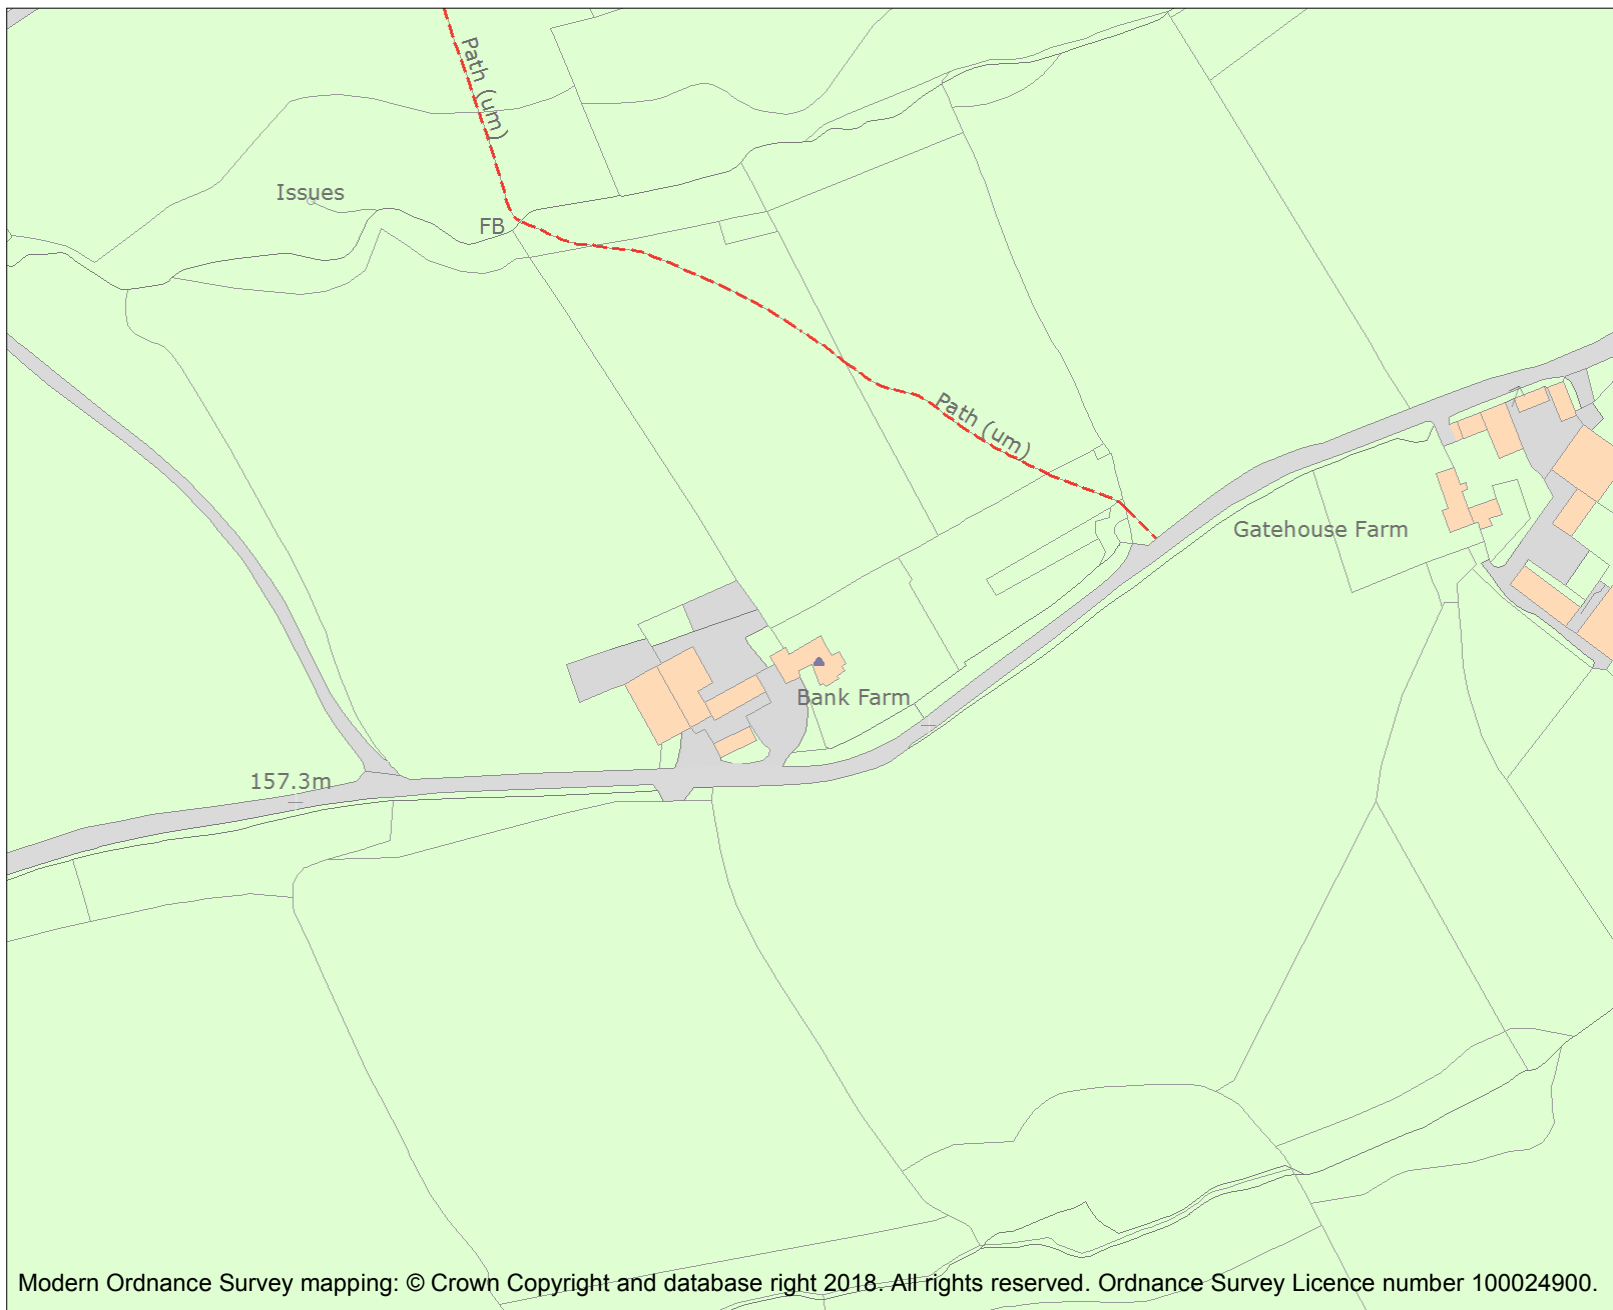 Path (um)
Issues
FB
Path (um)
Gatehouse Farm
Bank Farm
157.3m
Modern Ordnance Survey mapping: © Crown Copyright and database right 2018. All rights reserved. Ordnance Survey Licence number 100024900.